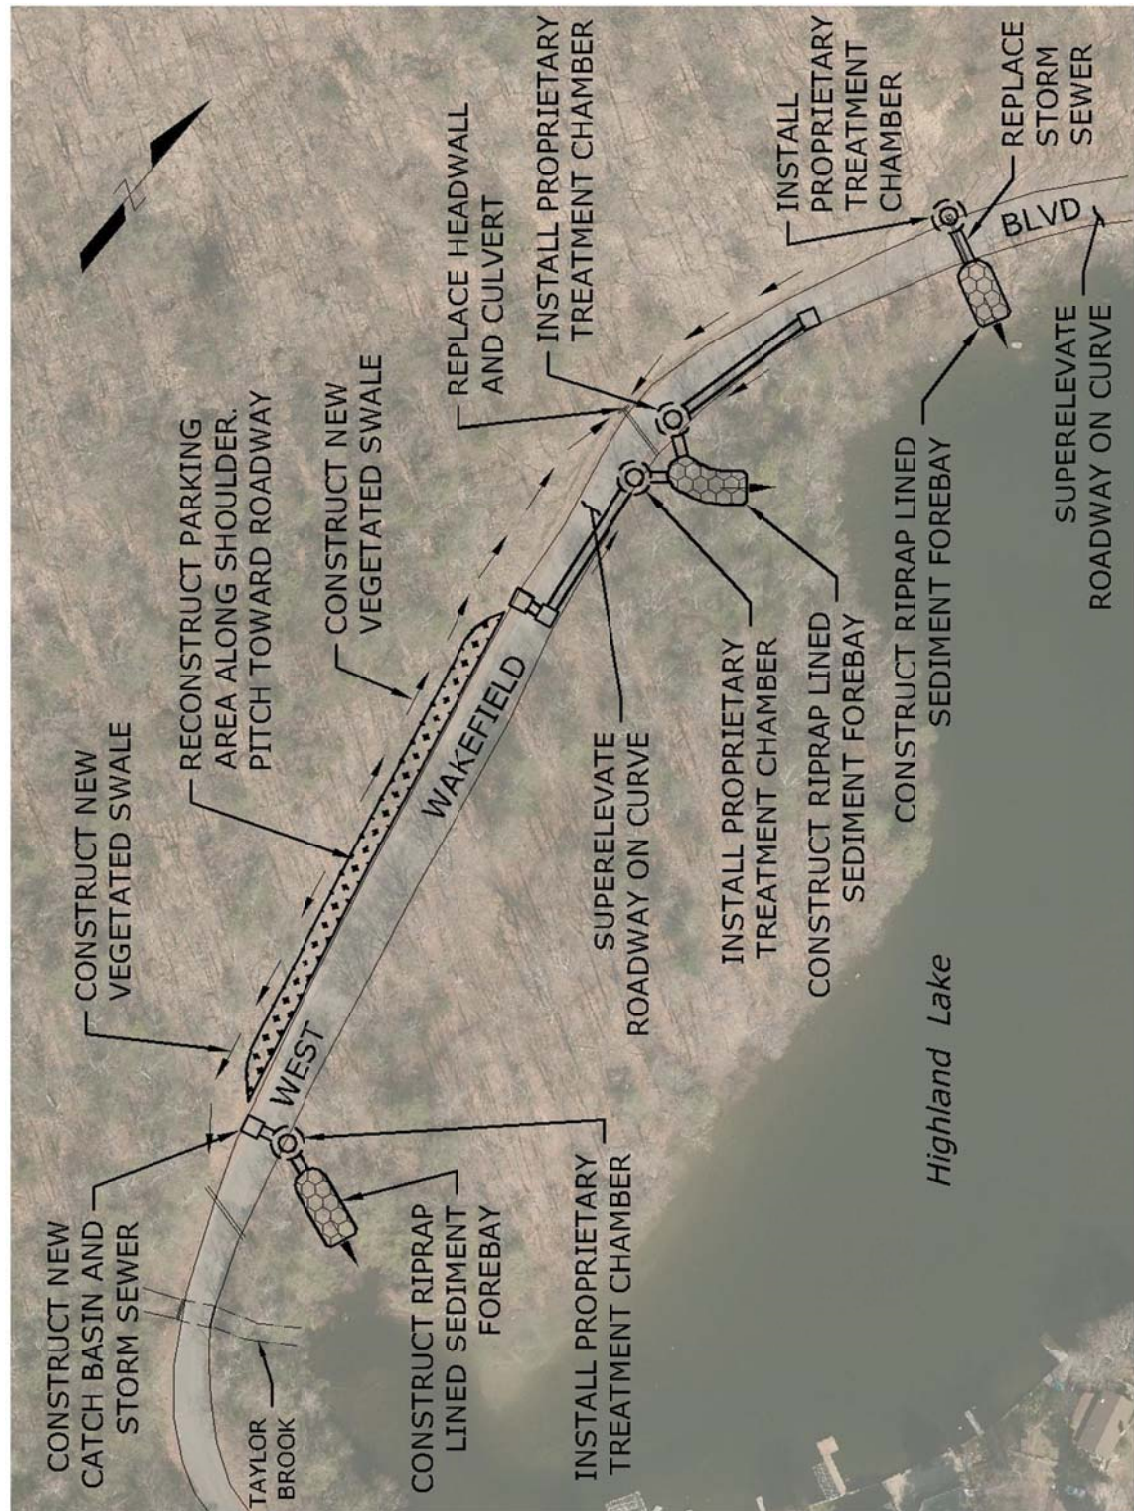 CONSTRUCT NEW
CATCH BASIN AND
STORM SEWER
CONSTRUCT NEW
VEGETATED SWALE
RECONSTRUCT PARKING
AREA ALONG SHOULDER.
PITCH TOWARD ROADWAY
CONSTRUCT NEW
VEGETATED SWALE
REPLACE HEADWALL
AND CULVERT
INSTALL PROPRIETARY
TREATMENT CHAMBER
INSTALL
PROPRIETARY
TREATMENT
CHAMBER
REPLACE
STORM
SEWER
TAYLOR
BROOK
WEST
WAKEFIELD
BLVD
CONSTRUCT RIPRAP
LINED SEDIMENT
FOREBAY
INSTALL PROPRIETARY
TREATMENT CHAMBER
SUPERELEVATE
ROADWAY ON CURVE
INSTALL PROPRIETARY
TREATMENT CHAMBER
CONSTRUCT RIPRAP LINED
SEDIMENT FOREBAY
CONSTRUCT RIPRAP LINED
SEDIMENT FOREBAY
SUPERELEVATE
ROADWAY ON CURVE
Highland Lake